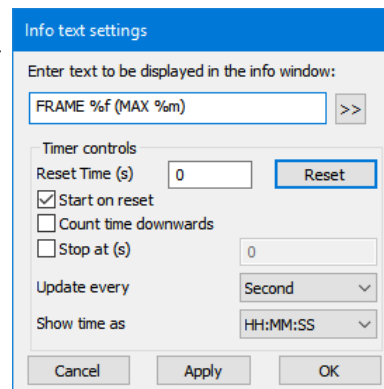 Info text settings
Enter text to be displayed in the info window:
FRAME %f (MAX %m)
>>
Timer controls
Reset Time (s)
0
Reset
Start on reset
Count time downwards
Stop at (s)
0
Update every
Second
Show time as
HH:MM:SS
Cancel
Apply
OK